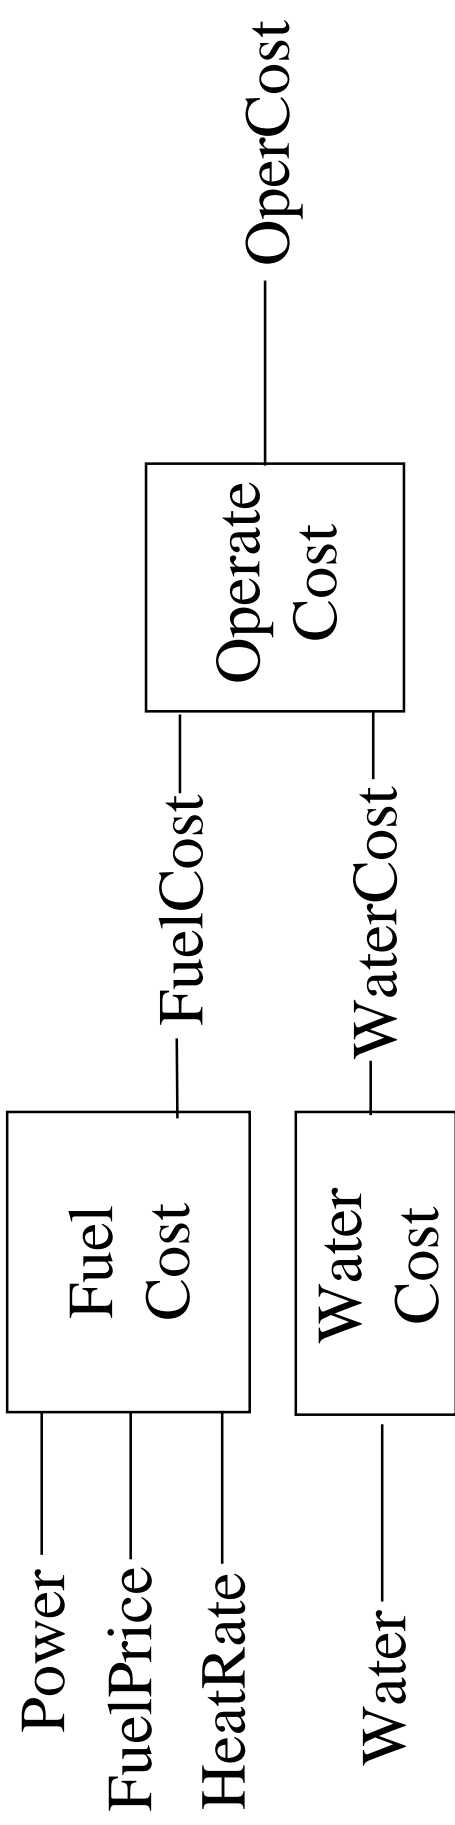 Power
FuelPrice
HeatRate
Water
Fuel
Cost
Water
Cost
FuelCost
WaterCost
Operate
Cost
OperCost